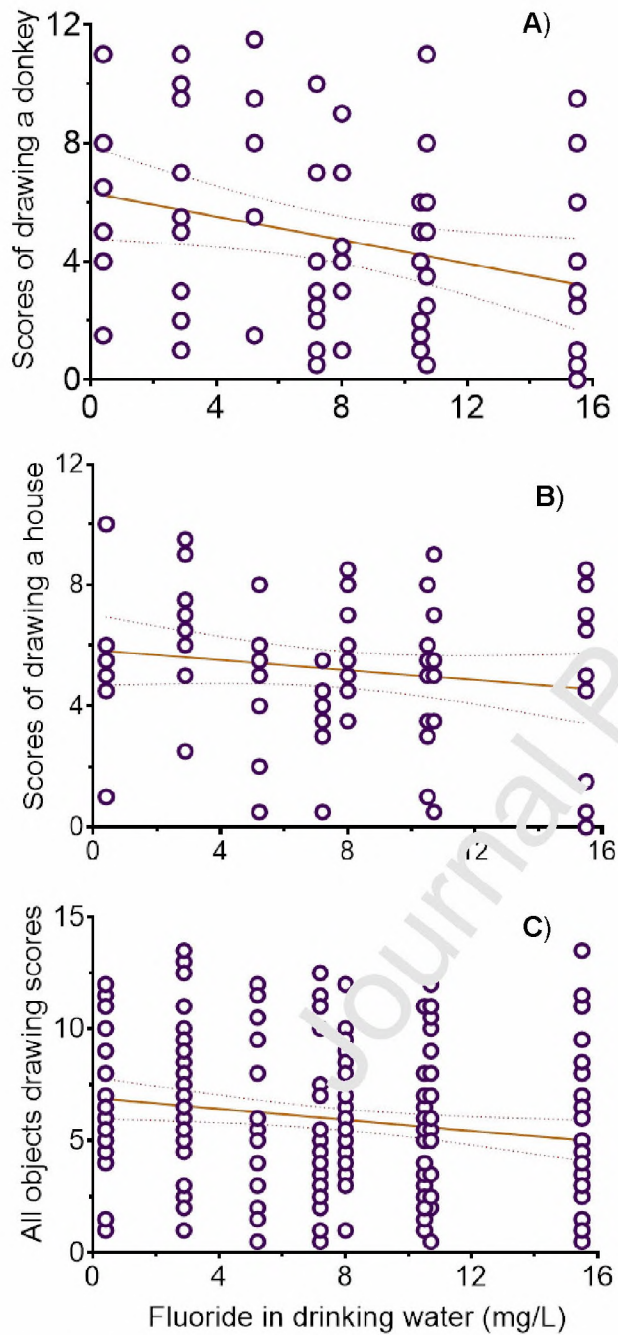 A)
Scores of drawing a donkey
12
8
4
0
0 4 8 12 16
B)
Scores of drawing a house
12
8
4
0
0 4 8 12 16
C)
All objects drawing scores
15
10
5
0
0 4 8 12 16
Fluoride in drinking water (mg/L)
Journal P